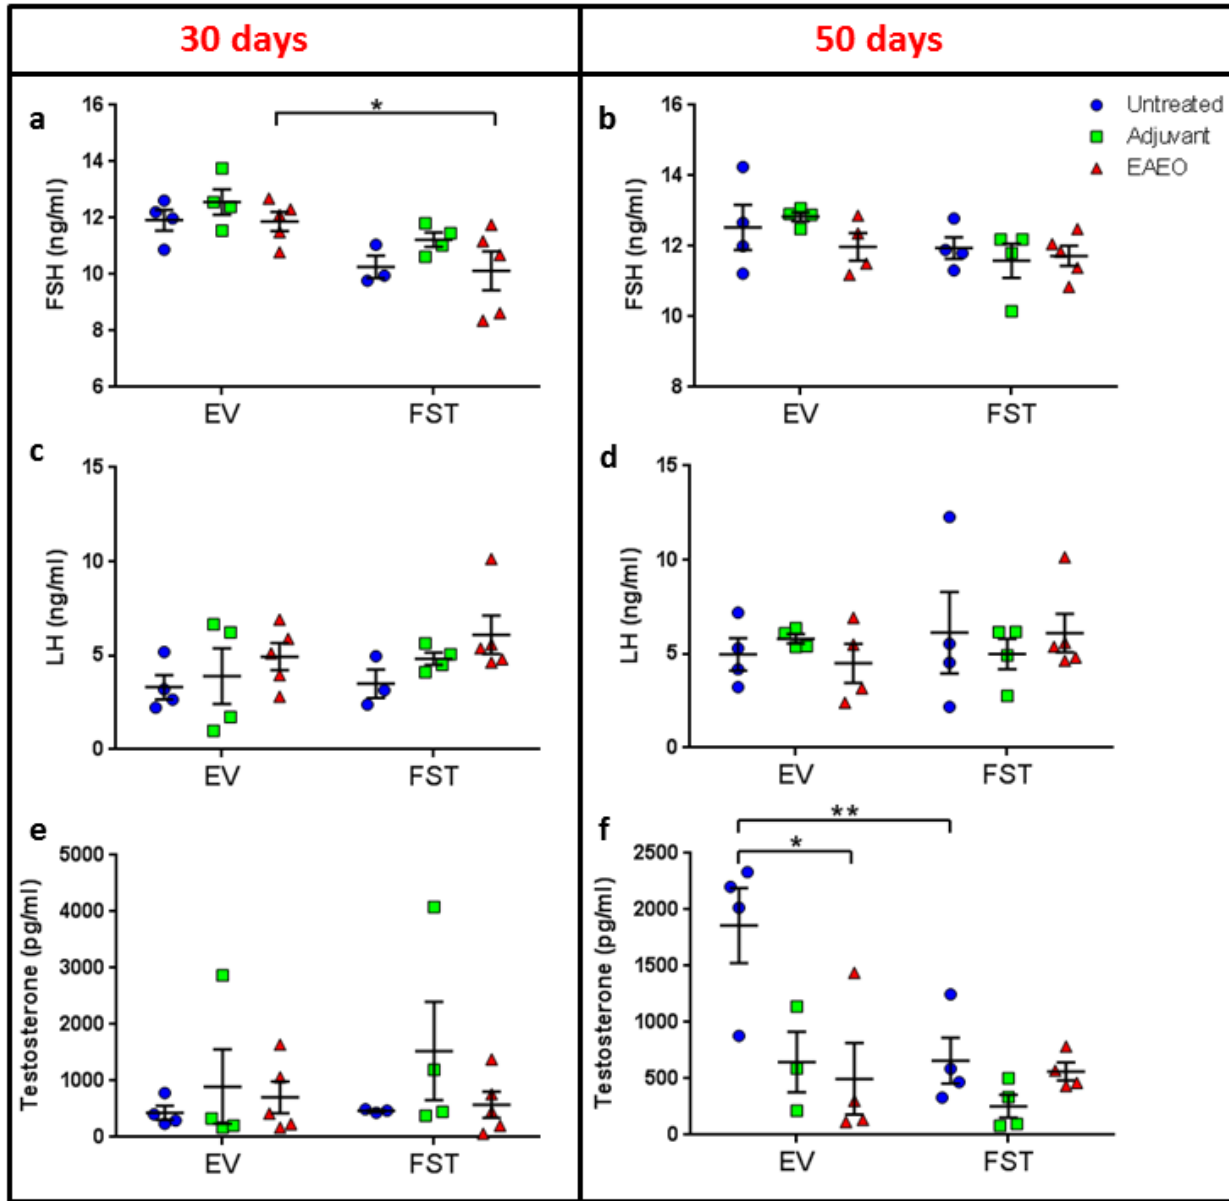 30 days
50 days
a
*
FSH (ng/ml)
16
14
12
10
8
6
EV
FST
b
FSH (ng/ml)
16
14
12
10
8
EV
FST
Untreated
Adjuvant
EAEO
c
LH (ng/ml)
15
10
5
0
EV
FST
d
LH (ng/ml)
15
10
5
0
EV
FST
e
Testosterone (pg/ml)
5000
4000
3000
2000
1000
0
EV
FST
f
**
*
Testosterone (pg/ml)
2500
2000
1500
1000
500
0
EV
FST